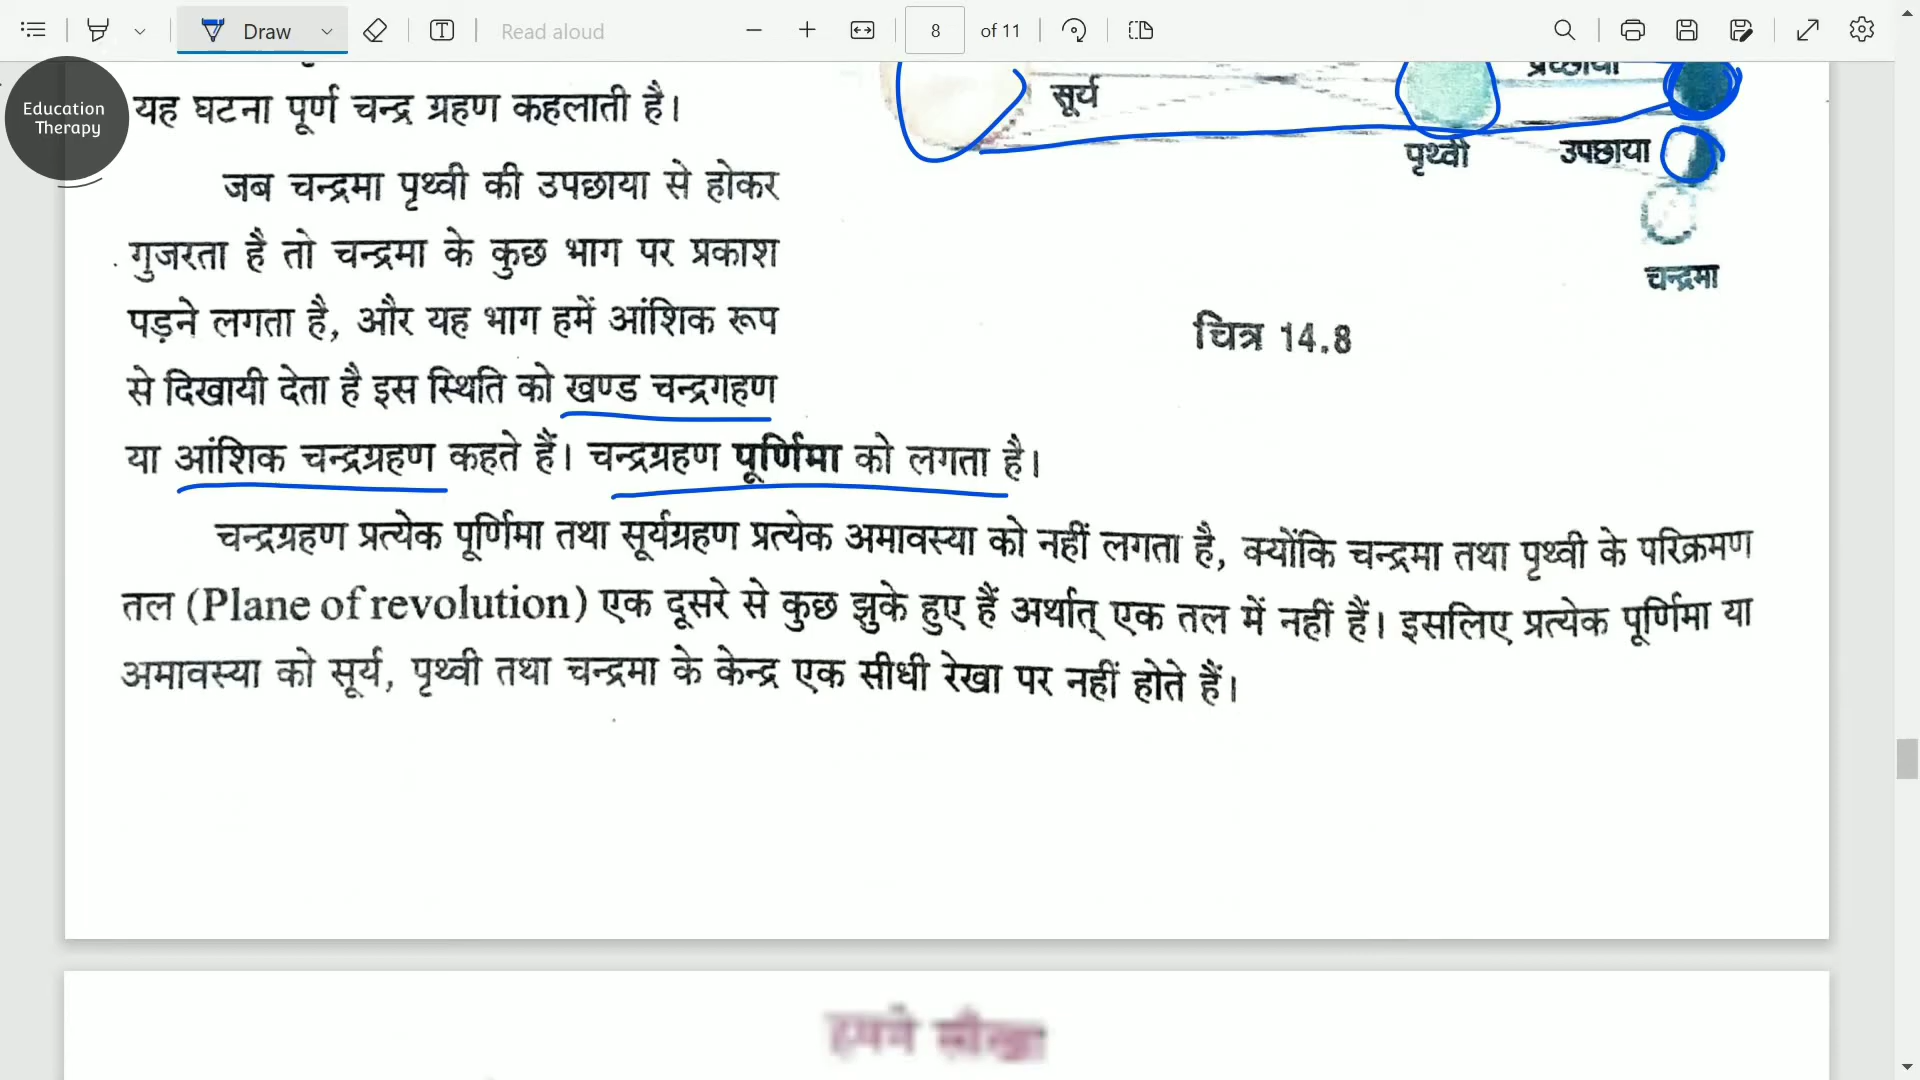 Draw
Read aloud
8 of 11
Education
Therapy
यह घटना पूर्ण चन्द्र ग्रहण कहलाती है।
जब चन्द्रमा पृथ्वी की उपछाया से होकर
गुजरता है तो चन्द्रमा के कुछ भाग पर प्रकाश
पड़ने लगता है, और यह भाग हमें आंशिक रूप
से दिखायी देता है इस स्थिति को खण्ड चन्द्रगहण
या आंशिक चन्द्रग्रहण कहते हैं। चन्द्रग्रहण पूर्णिमा को लगता है।
सूर्य
प्रच्छाया
पृथ्वी
उपछाया
चन्द्रमा
चित्र 14.8
चन्द्रग्रहण प्रत्येक पूर्णिमा तथा सूर्यग्रहण प्रत्येक अमावस्या को नहीं लगता है, क्योंकि चन्द्रमा तथा पृथ्वी के परिक्रमण
तल (Plane of revolution) एक दूसरे से कुछ झुके हुए हैं अर्थात् एक तल में नहीं हैं। इसलिए प्रत्येक पूर्णिमा या
अमावस्या को सूर्य, पृथ्वी तथा चन्द्रमा के केन्द्र एक सीधी रेखा पर नहीं होते हैं।
हमने सीखा